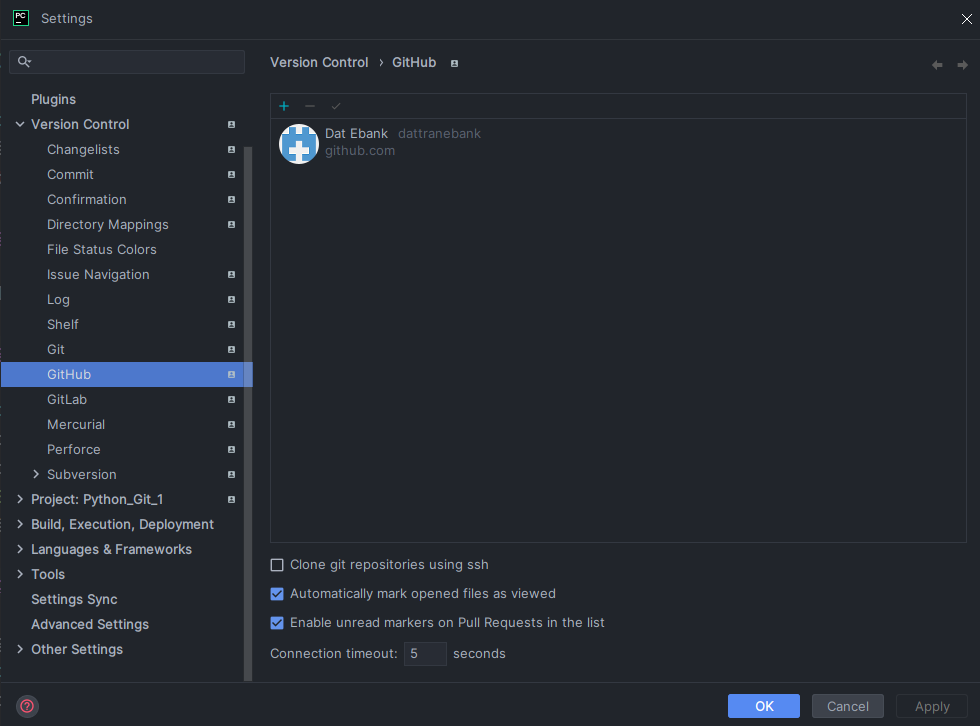 PC
Settings
Version Control › GitHub
Plugins
Version Control
Changelists
Commit
Confirmation
Directory Mappings
File Status Colors
Issue Navigation
Log
Shelf
Git
GitHub
GitLab
Mercurial
Perforce
Subversion
Project: Python_Git_1
Build, Execution, Deployment
Languages & Frameworks
Tools
Settings Sync
Advanced Settings
Other Settings
Dat Ebank dattranebank
github.com
Clone git repositories using ssh
Automatically mark opened files as viewed
Enable unread markers on Pull Requests in the list
Connection timeout: 5 seconds
?
OK Cancel Apply